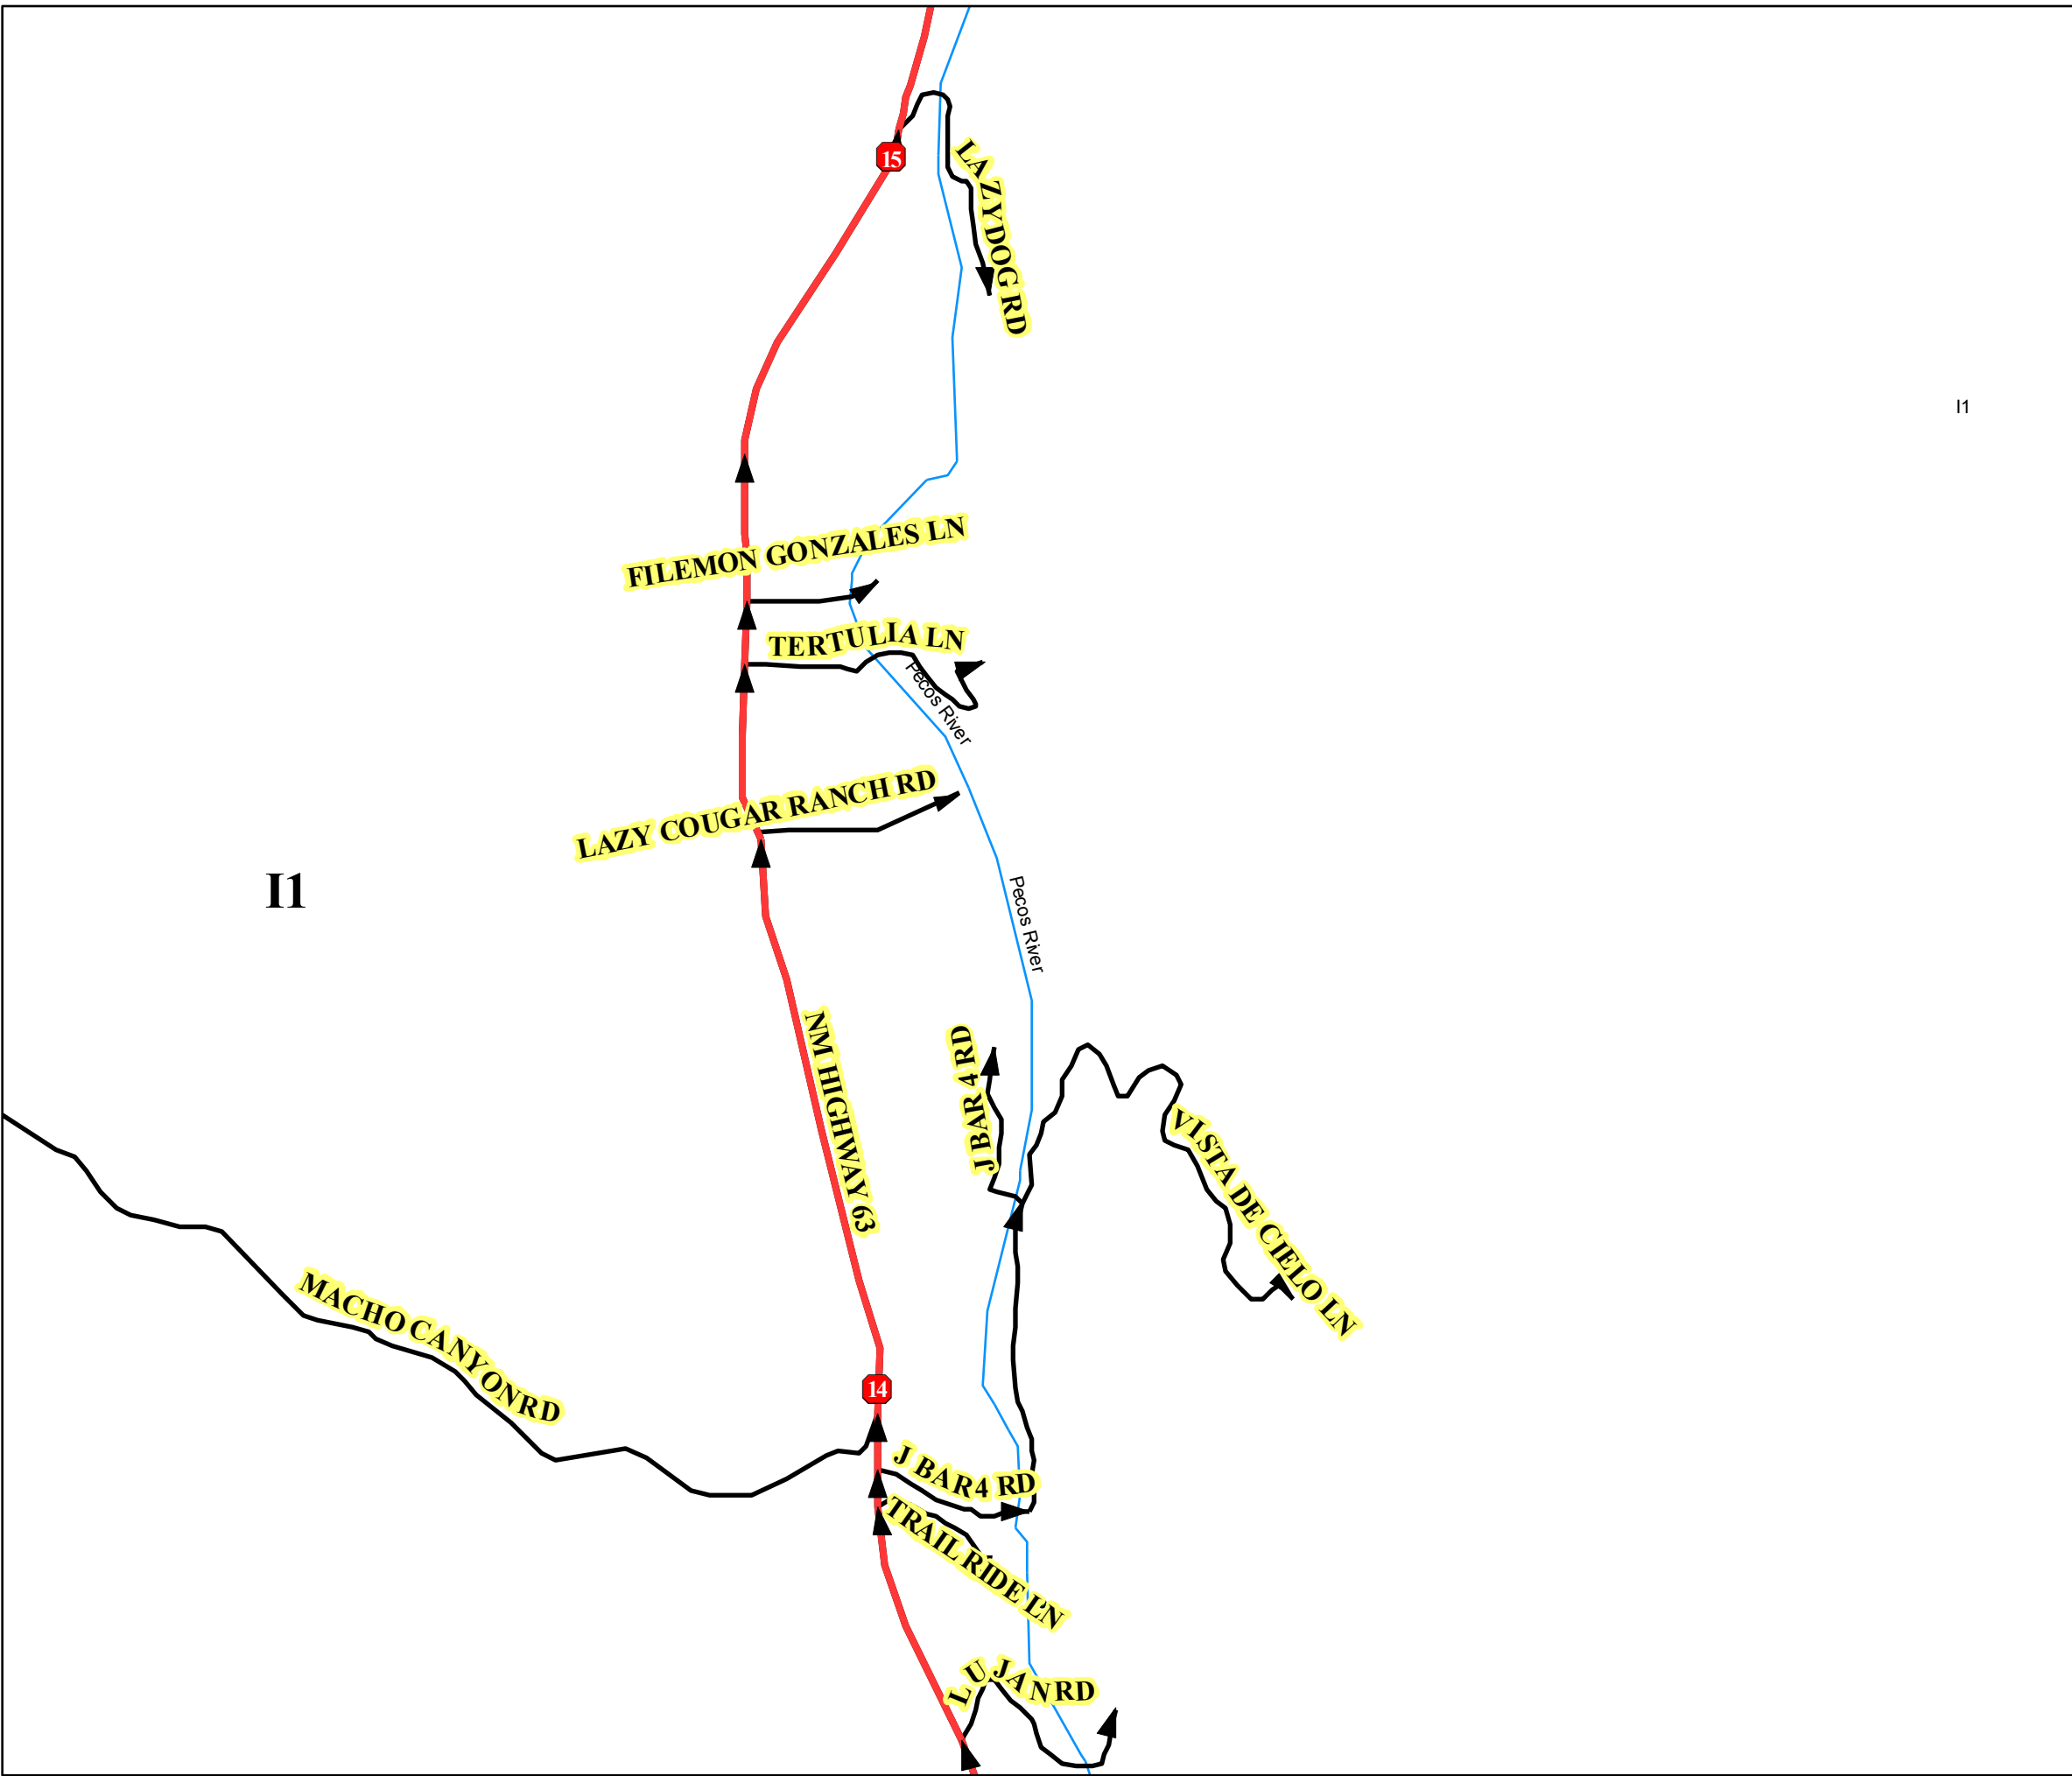 15
LAZY DOG RD
I1
FILEMON GONZALES LN
TERTULIA LN
Pecos River
LAZY COUGAR RANCH RD
I1
Pecos River
NM HIGHWAY 63
J BAR 4 RD
VISTA DE CIELO LN
MACHO CANYON RD
14
J BAR 4 RD
TRAIL RIDE LN
LUJAN RD